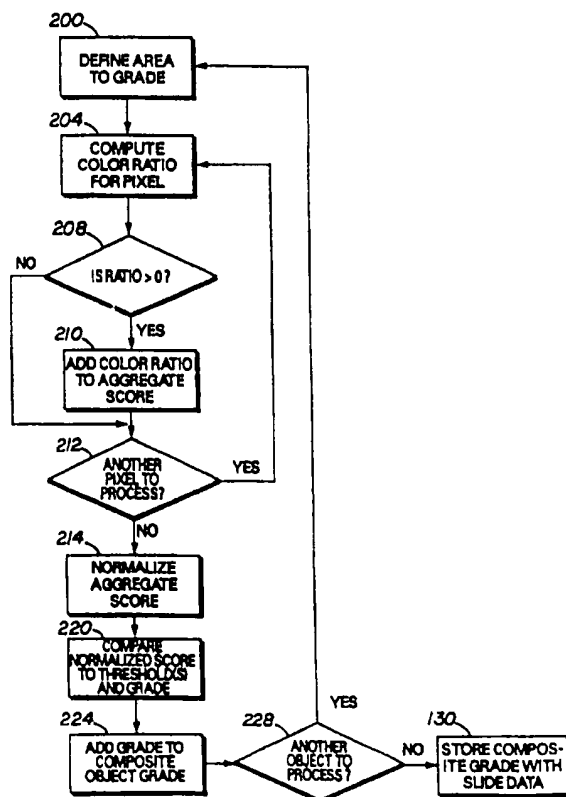 200
DEFINE AREA
TO GRADE
204
COMPUTE
COLOR RATIO
FOR PIXEL
208
NO
IS RATIO > 0?
YES
210
ADD COLOR RATIO
TO AGGREGATE
SCORE
212
ANOTHER
PIXEL TO
PROCESS?
YES
NO
214
NORMALIZE
AGGREGATE
SCORE
220
COMPARE
NORMALIZED SCORE
TO THRESHOLD(S)
AND GRADE
224
ADD GRADE TO
COMPOSITE
OBJECT GRADE
228
YES
ANOTHER
OBJECT TO
PROCESS?
NO
130
STORE COMPOS-
ITE GRADE WITH
SLIDE DATA